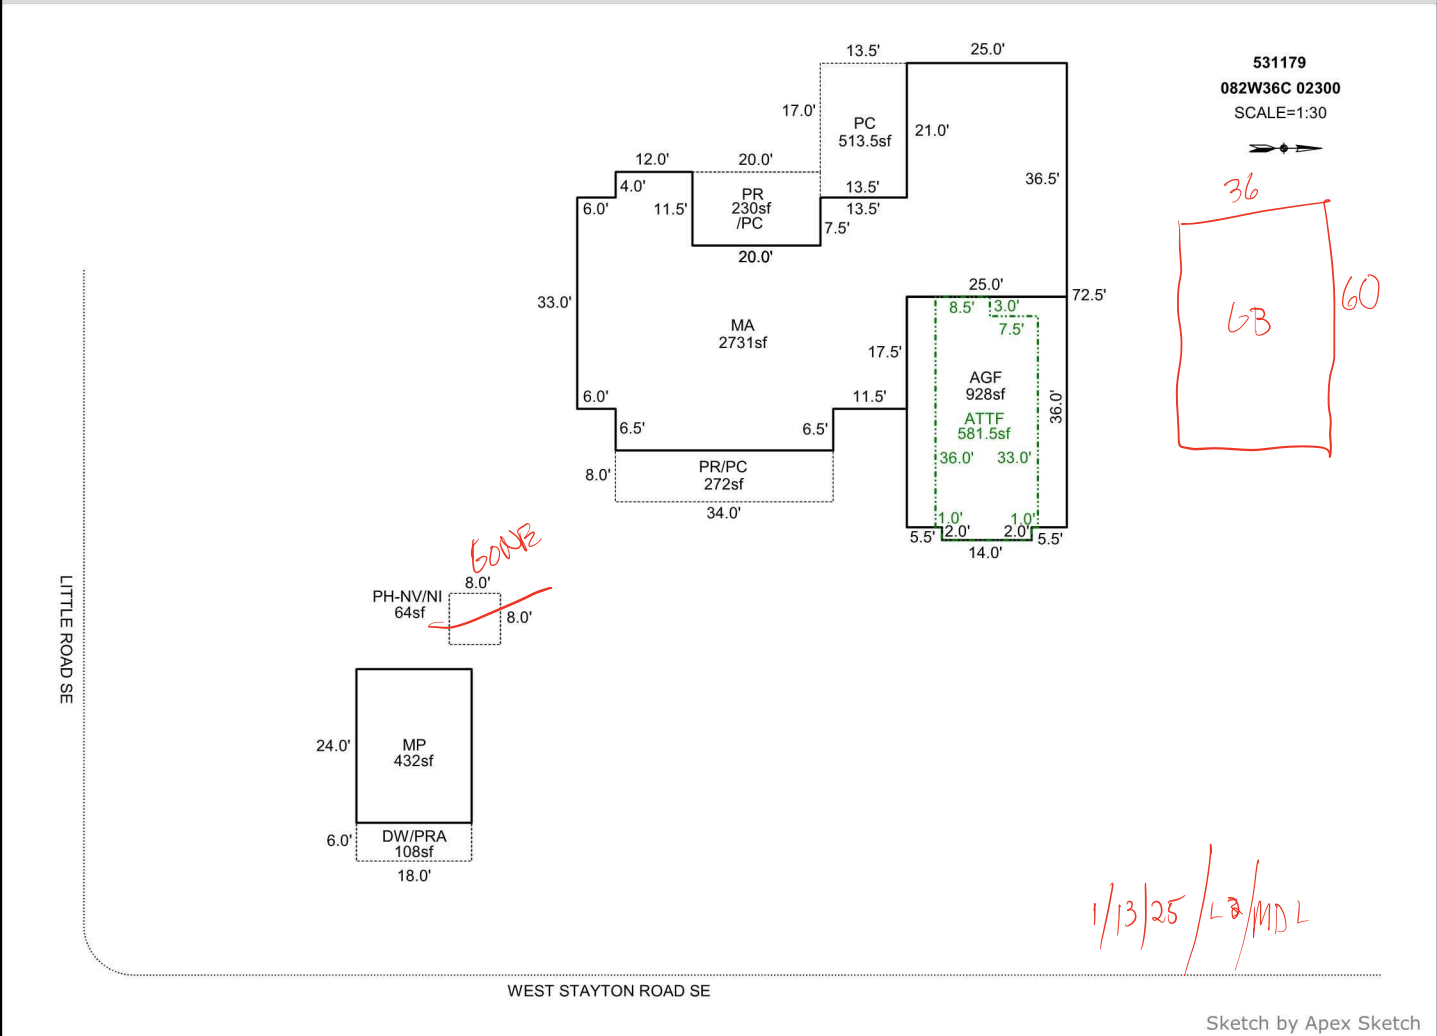 13.5'
25.0'
531179
082W36C 02300
SCALE=1:30
17.0'
PC
513.5sf
21.0'
12.0'
20.0'
36.5'
4.0'
13.5'
36
6.0'
11.5'
PR
230sf
/PC
13.5'
7.5'
20.0'
33.0'
25.0'
72.5'
60
8.5'
3.0'
7.5'
GB
MA
2731sf
17.5'
AGF
928sf
36.0'
6.0'
11.5'
ATTF
581.5sf
6.5'
6.5'
36.0'
33.0'
8.0'
PR/PC
272sf
34.0'
1.0'
1.0'
5.5'
2.0'
2.0'
5.5'
14.0'
GONE
8.0'
PH-NV/NI
64sf
8.0'
LITTLE ROAD SE
24.0'
MP
432sf
6.0'
DW/PRA
108sf
18.0'
1/13/25 / /MDL
WEST STAYTON ROAD SE
Sketch by Apex Sketch